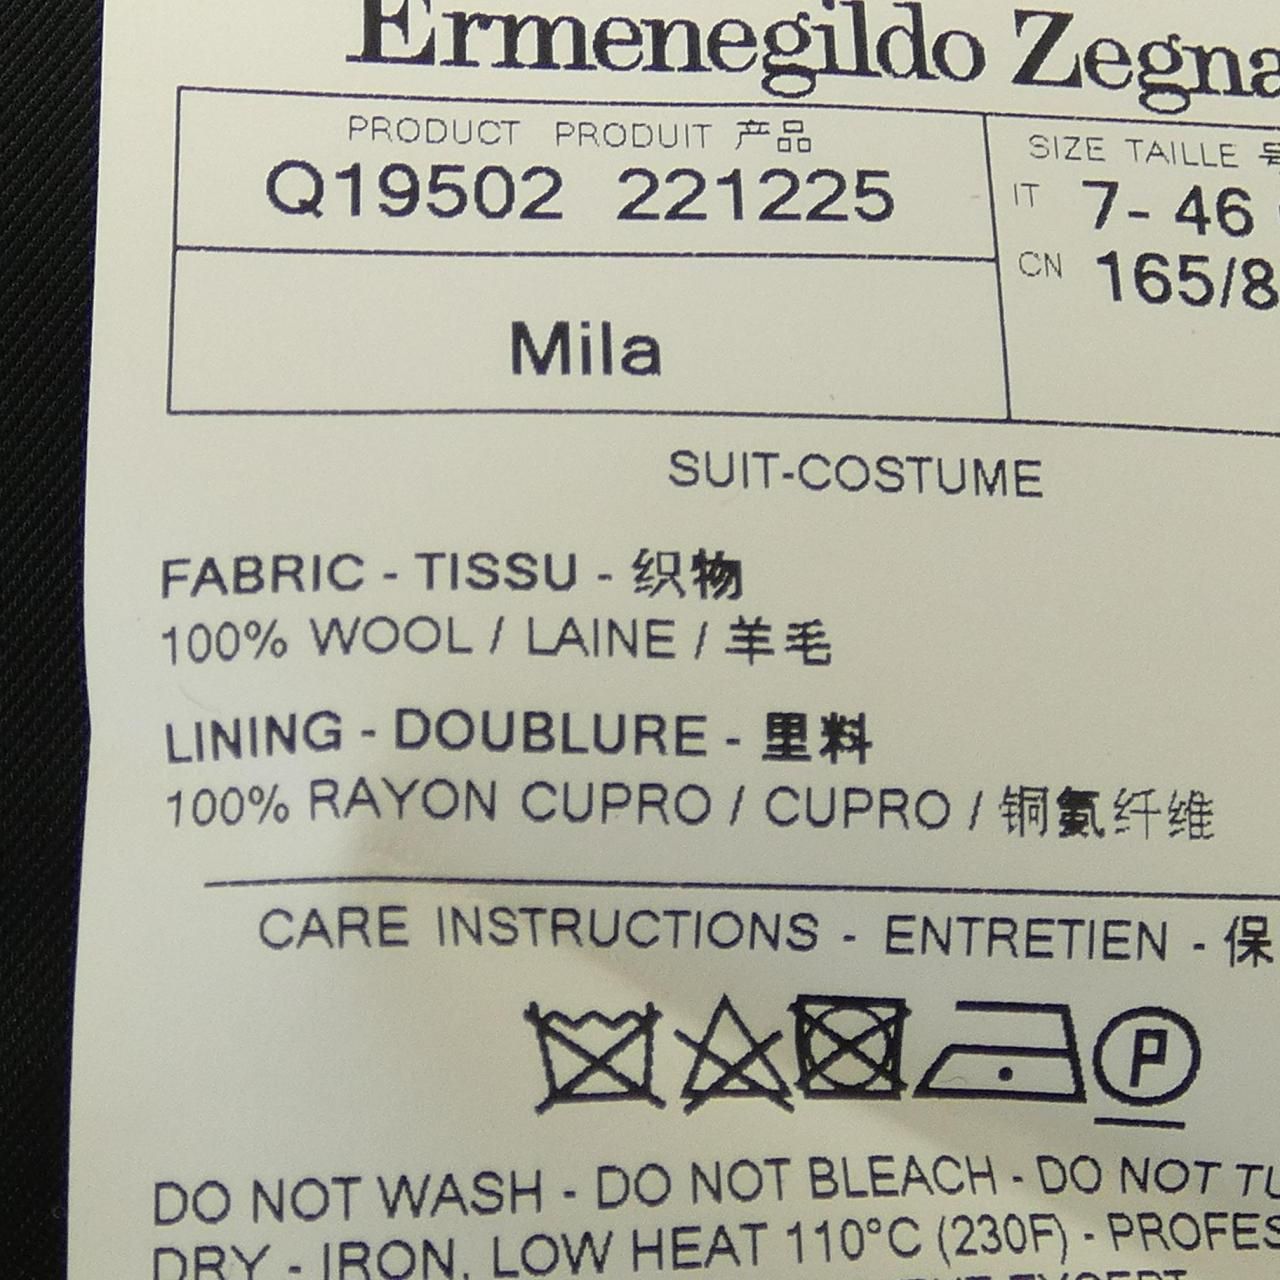 Ermenegildo Zegna
PRODUCT PRODUIT 产品
Q19502 221225
SIZE TAILLE
IT 7- 46
CN 165/8
Mila
SUIT-COSTUME
FABRIC - TISSU - 织物
100% WOOL / LAINE / 羊毛
LINING - DOUBLURE - 里料
100% RAYON CUPRO / CUPRO / 铜氨纤维
CARE INSTRUCTIONS - ENTRETIEN - 保
P
DO NOT WASH - DO NOT BLEACH - DO NOT TU
DRY - IRON, LOW HEAT 110°C (230F) - PROFES
EXCEPT